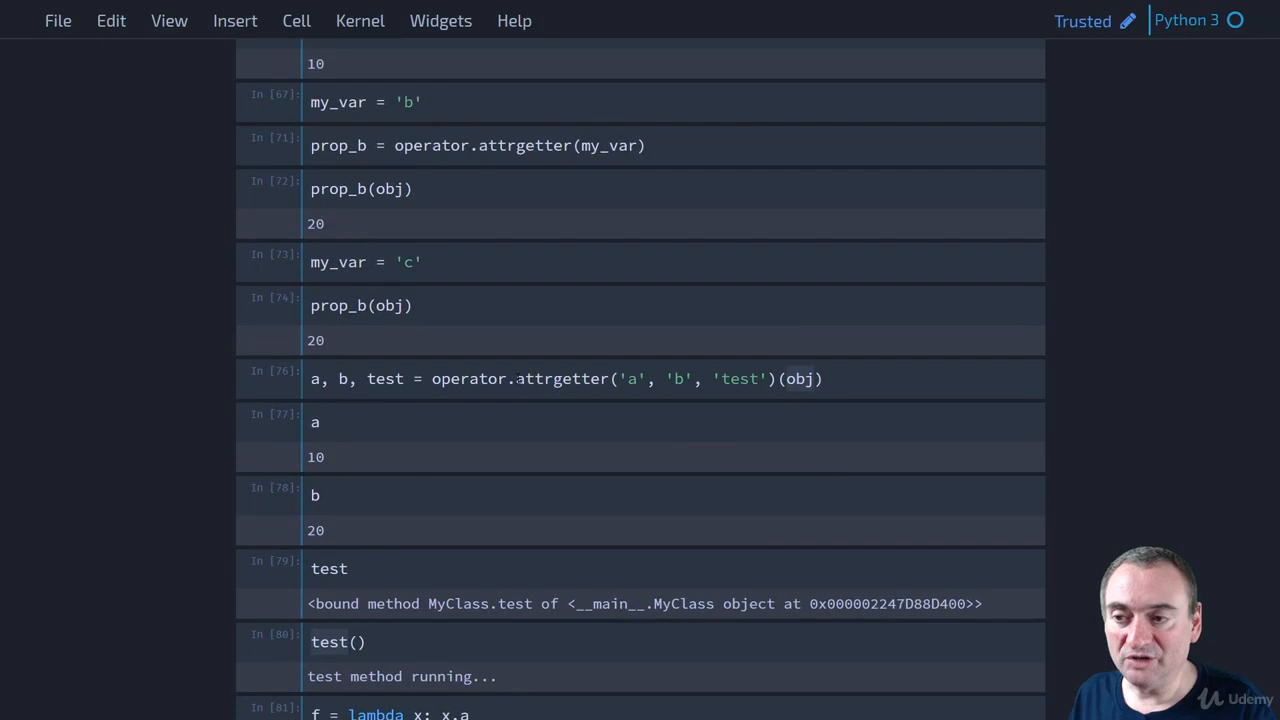 File Edit View Insert Cell Kernel Widgets Help Trusted Python 3
10
In [67]: my_var = 'b'
In [71]: prop_b = operator.attrgetter(my_var)
In [72]: prop_b(obj)
20
In [73]: my_var = 'c'
In [74]: prop_b(obj)
20
In [76]: a, b, test = operator.attrgetter('a', 'b', 'test')(obj)
In [77]: a
10
In [78]: b
20
In [79]: test
<bound method MyClass.test of <__main__.MyClass object at 0x000002247D88D400>>
In [80]: test()
test method running...
In [81]: f = lambda x: x.a
Udemy